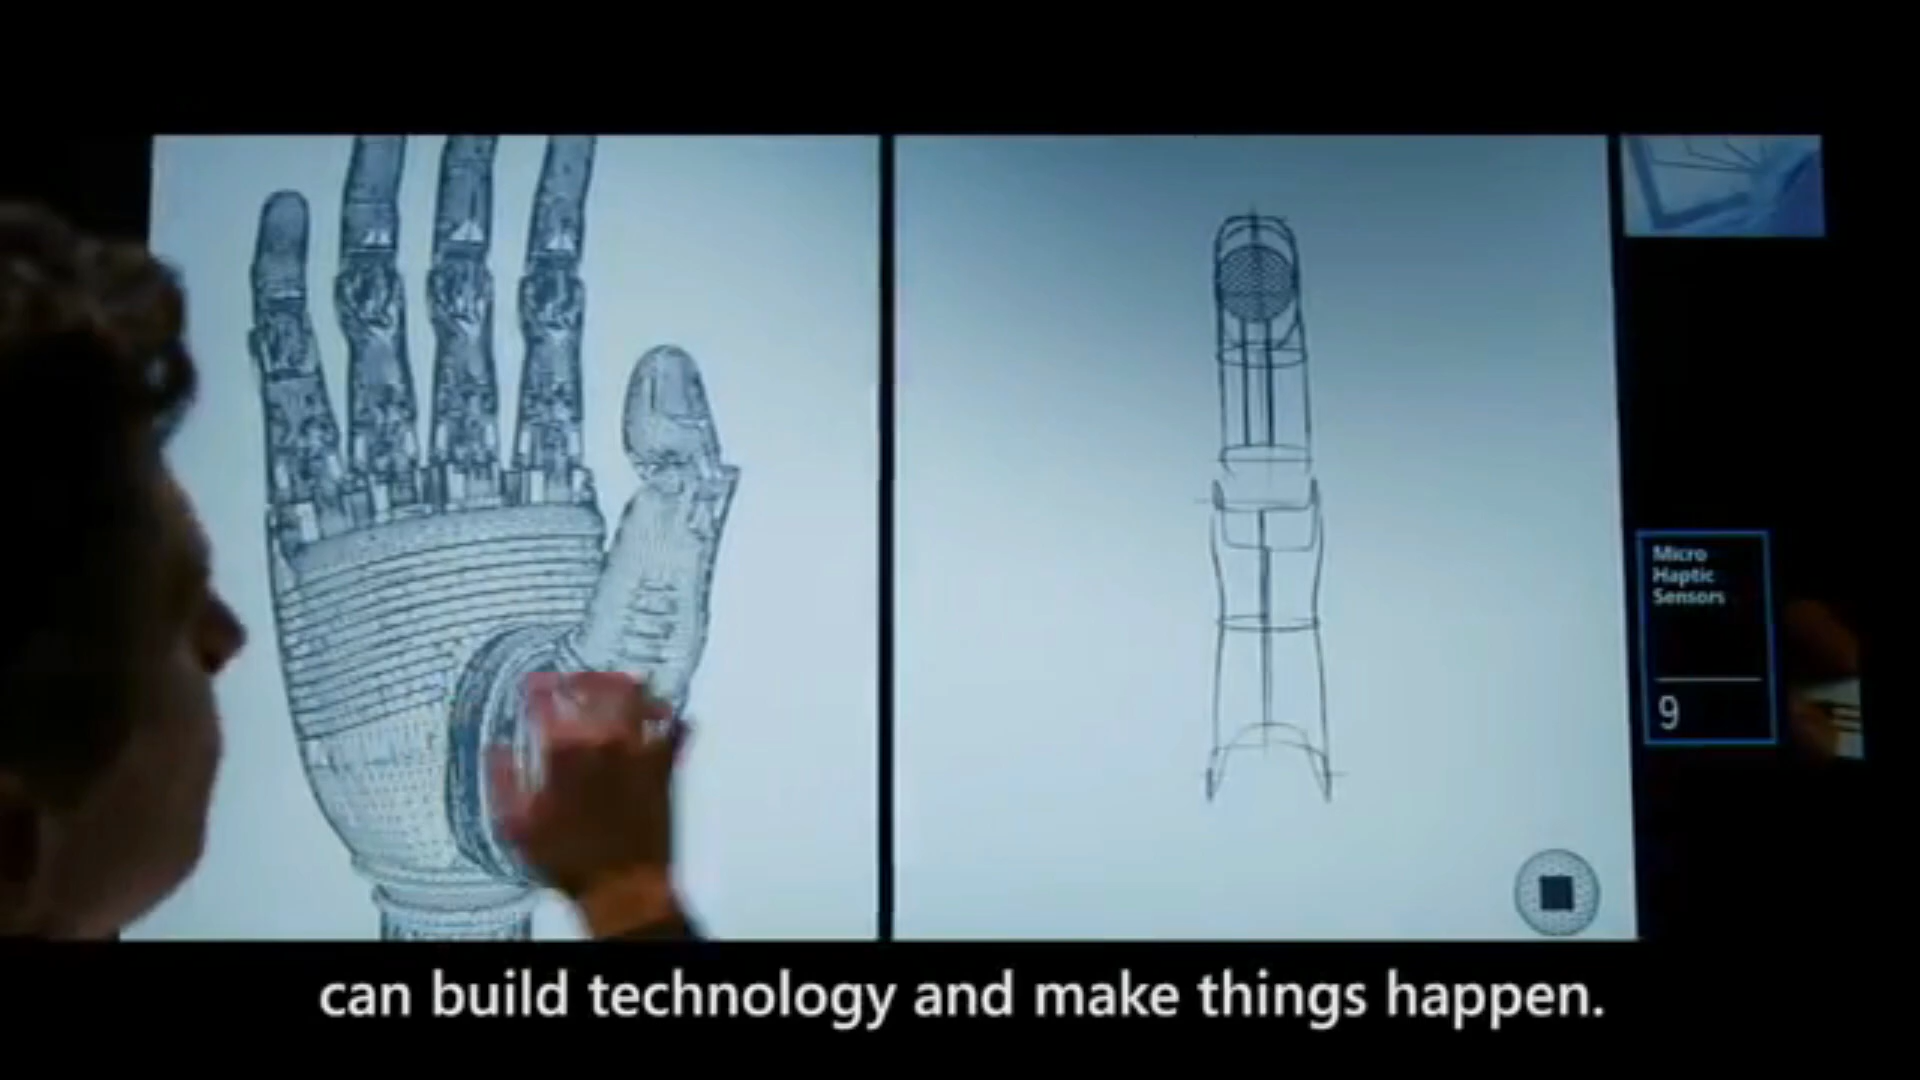 Micro
Haptic
Sensors
9
can build technology and make things happen.